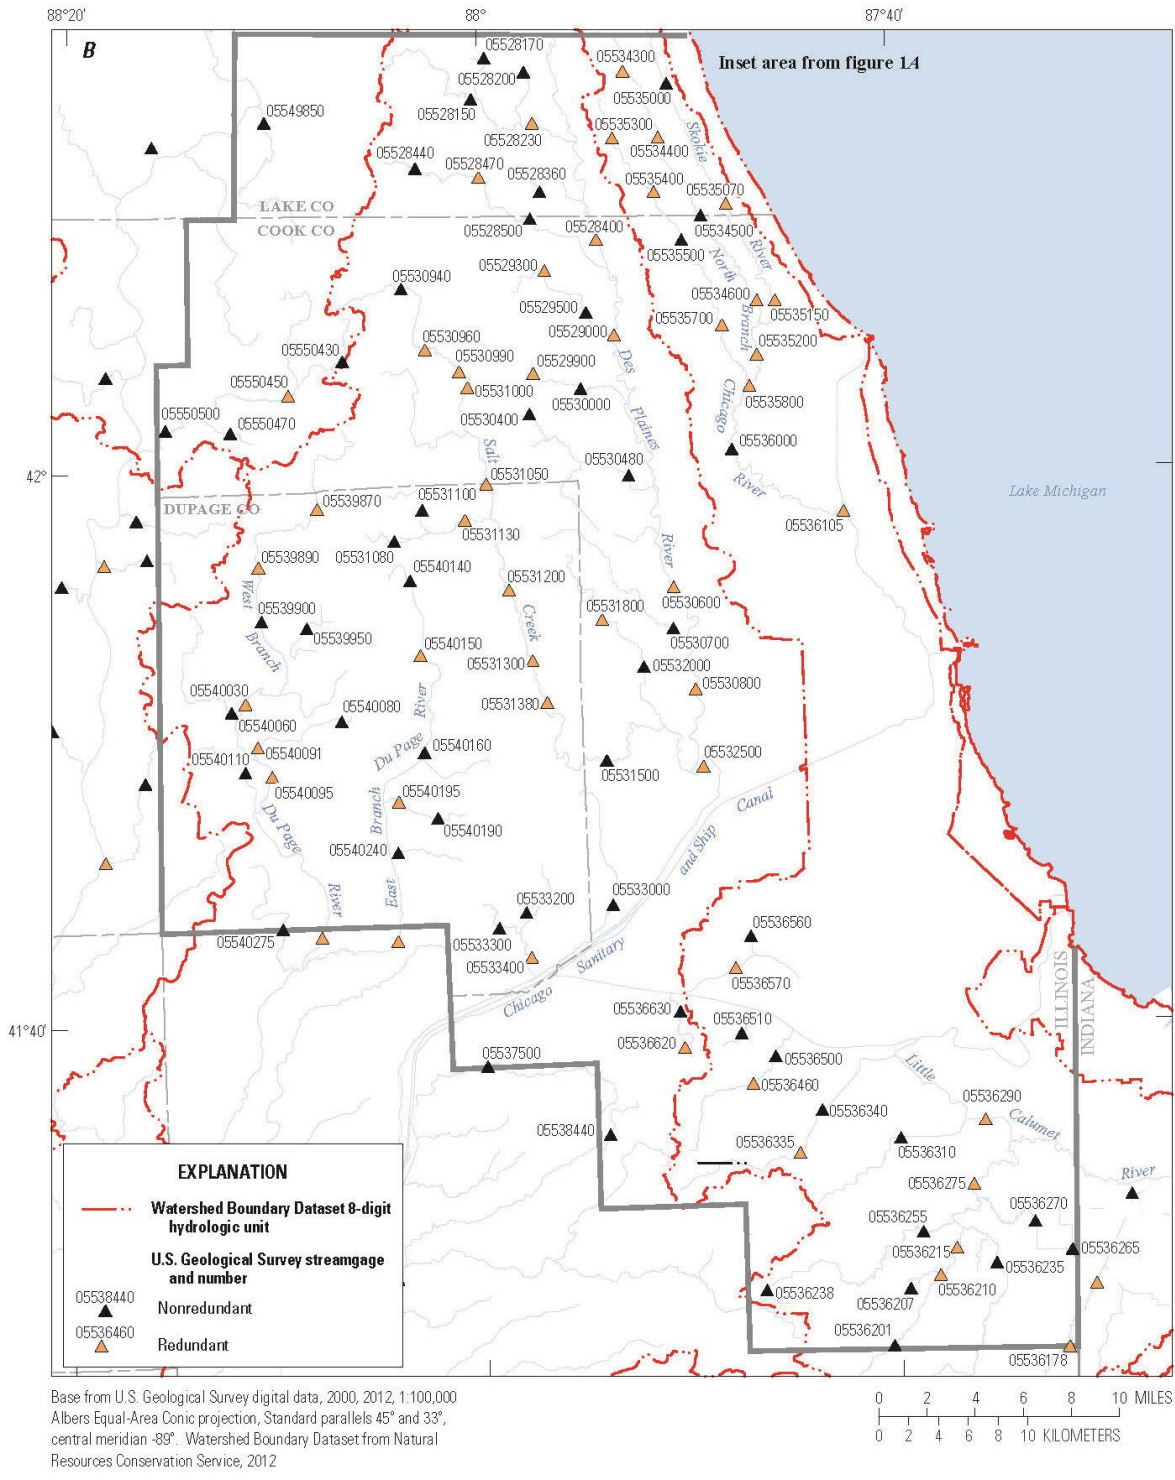 88°20'
88°
87°40'
B
Inset area from figure 1.4
05528170
05534300
05528200
05535000
05528150
05549850
05528230
05535300
05534400
Skokie
05528440
05528470
05528360
05535400
05535070
LAKE CO
COOK CO
05528500
05528400
05534500
05535500
North
River
05529300
05530940
05534600
05529500
05535150
05529000
05535700
Branch
05530960
05530990
05529900
05535200
Des
05550430
05550450
05531000
05530000
05535800
05530400
Chicago
Plaines
05550500
05550470
05536000
Salt
05530480
42°
River
05531050
Lake Michigan
05539870
05531100
DUPAGE CO
05536105
05531130
05531080
River
05539890
05540140
05531200
West
05530600
05539900
05531800
Creek
05530700
05539950
Branch
05540150
05531300
05532000
05530800
05540030
05540080
River
05531380
05540060
Du Page
05540160
05540091
05540110
05532500
05531500
05540095
05540195
Canal
Branch
05540190
Du Page
and Ship
05540240
East
River
05533200
05533000
05533300
05540275
05536560
Sanitary
05533400
05536570
Chicago
ILLINOIS
INDIANA
41°40'
05536630
05536510
05536620
05536500
05537500
Little
05536460
05536290
05536340
Calumet
05538440
05536310
05536335
River
05536275
05536270
05536255
05536215
05536265
05536235
05536210
05536238
05536207
05536201
05536178
EXPLANATION
Watershed Boundary Dataset 8-digit
hydrologic unit
U.S. Geological Survey streamgage
and number
05538440
Nonredundant
05536460
Redundant
Base from U.S. Geological Survey digital data, 2000, 2012, 1:100,000
Albers Equal-Area Conic projection, Standard parallels 45° and 33°,
central meridian -89°. Watershed Boundary Dataset from Natural
Resources Conservation Service, 2012
0 2 4 6 8 10 MILES
0 2 4 6 8 10 KILOMETERS